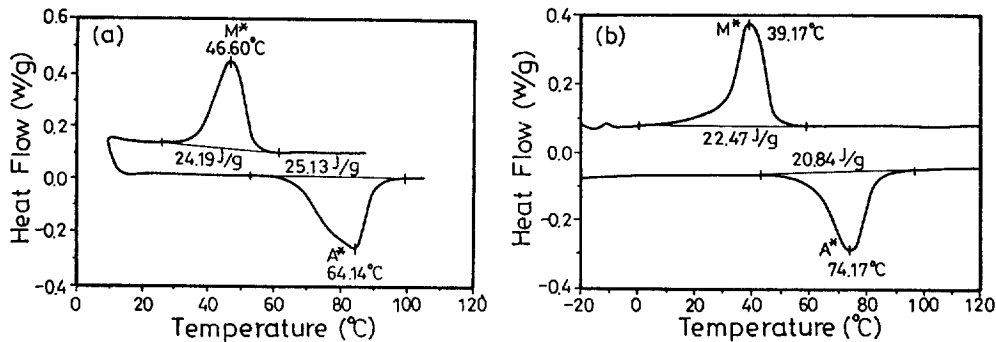 (a)
M*
46.60°C
24.19 J/g
25.13 J/g
A*
64.14°C
Heat Flow (W/g)
0.6
0.4
0.2
0.0
-0.2
-0.4
0 20 40 60 80 100 120
Temperature (°C)
(b)
M*
39.17°C
22.47 J/g
20.84 J/g
A*
74.17°C
Heat Flow (W/g)
0.4
0.2
0.0
-0.2
-0.4
-20 0 20 40 60 80 100 120
Temperature (°C)